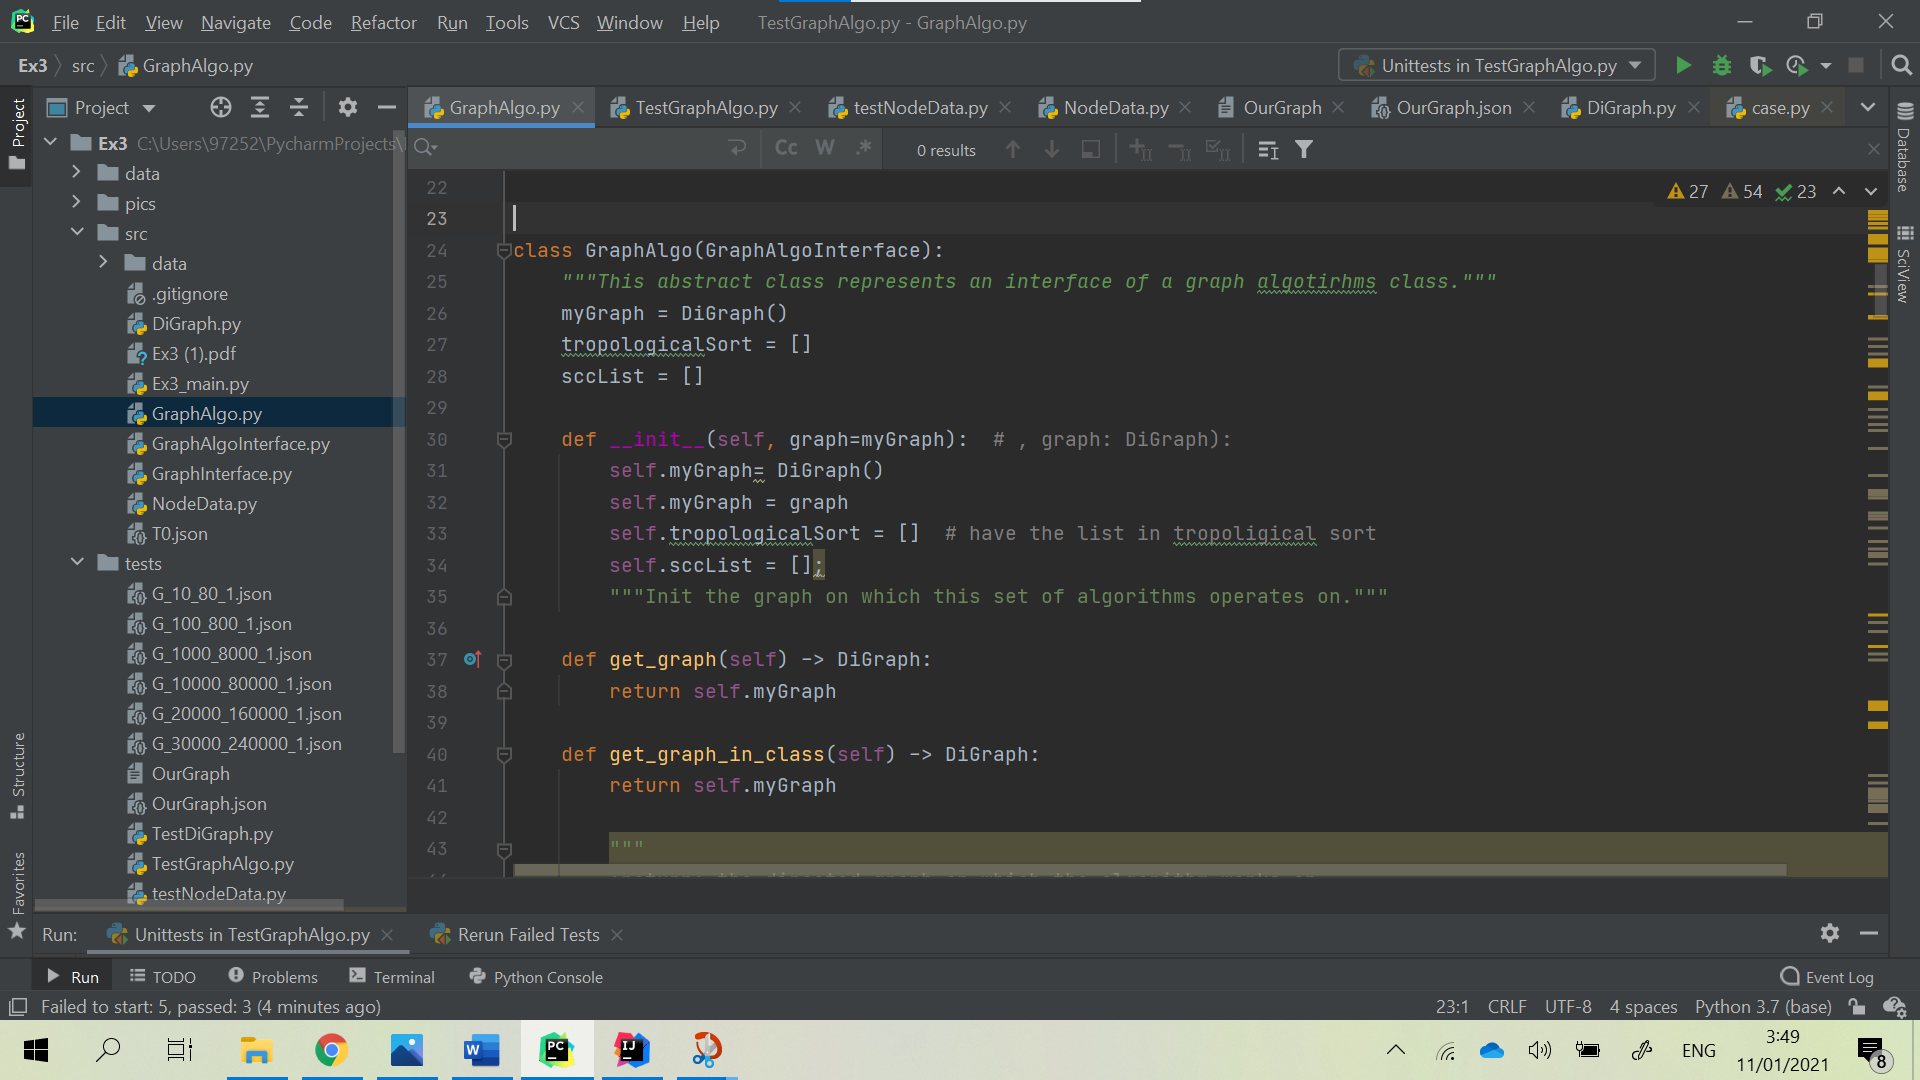 File Edit View Navigate Code Refactor Run Tools VCS Window Help TestGraphAlgo.py - GraphAlgo.py
Ex3 src GraphAlgo.py Unittests in TestGraphAlgo.py
Project GraphAlgo.py TestGraphAlgo.py testNodeData.py NodeData.py OurGraph OurGraph.json DiGraph.py case.py
Cc W .* 0 results
27 54 23
Project
Structure
Favorites
Database
SciView
Ex3 C:\Users\97252\PycharmProjects\
data
pics
src
data
.gitignore
DiGraph.py
Ex3 (1).pdf
Ex3_main.py
GraphAlgo.py
GraphAlgoInterface.py
GraphInterface.py
NodeData.py
T0.json
tests
G_10_80_1.json
G_100_800_1.json
G_1000_8000_1.json
G_10000_80000_1.json
G_20000_160000_1.json
G_30000_240000_1.json
OurGraph
OurGraph.json
TestDiGraph.py
TestGraphAlgo.py
testNodeData.py
22
23
24 class GraphAlgo(GraphAlgoInterface):
25 """This abstract class represents an interface of a graph algotirhms class."""
26 myGraph = DiGraph()
27 tropologicalSort = []
28 sccList = []
29
30 def __init__(self, graph=myGraph): # , graph: DiGraph):
31 self.myGraph= DiGraph()
32 self.myGraph = graph
33 self.tropologicalSort = [] # have the list in tropoligical sort
34 self.sccList = [];
35 """Init the graph on which this set of algorithms operates on."""
36
37 def get_graph(self) -> DiGraph:
38 return self.myGraph
39
40 def get_graph_in_class(self) -> DiGraph:
41 return self.myGraph
42
43 """
Run: Unittests in TestGraphAlgo.py Rerun Failed Tests
Run TODO Problems Terminal Python Console Event Log
Failed to start: 5, passed: 3 (4 minutes ago) 23:1 CRLF UTF-8 4 spaces Python 3.7 (base)
ENG 3:49
11/01/2021 8